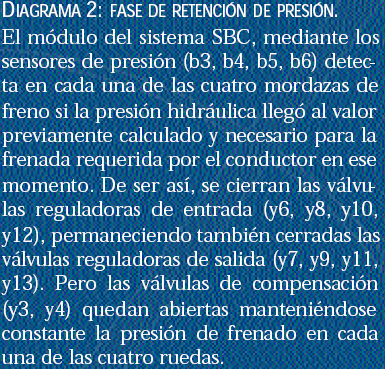 DIAGRAMA 2: FASE DE RETENCIÓN DE PRESIÓN.
El módulo del sistema SBC, mediante los
sensores de presión (b3, b4, b5, b6) detec-
ta en cada una de las cuatro mordazas de
freno si la presión hidráulica llegó al valor
previamente calculado y necesario para la
frenada requerida por el conductor en ese
momento. De ser así, se cierran las válvu-
las reguladoras de entrada (y6, y8, y10,
y12), permaneciendo también cerradas las
válvulas reguladoras de salida (y7, y9, y11,
y13). Pero las válvulas de compensación
(y3, y4) quedan abiertas manteniéndose
constante la presión de frenado en cada
una de las cuatro ruedas.